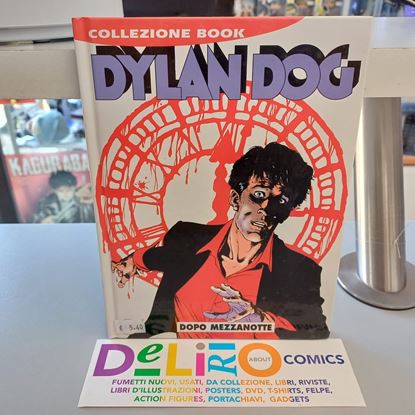 COLLEZIONE BOOK
DYLAN DOG
DOPO MEZZANOTTE
€ 5.40
DeLiRIO ABOUT COMICS
FUMETTI NUOVI, USATI, DA COLLEZIONE, LIBRI, RIVISTE,
LIBRI D'ILLUSTRAZIONI, POSTERS, DVD, T-SHIRTS, FELPE,
ACTION FIGURES, PORTACHIAVI, GADGETS